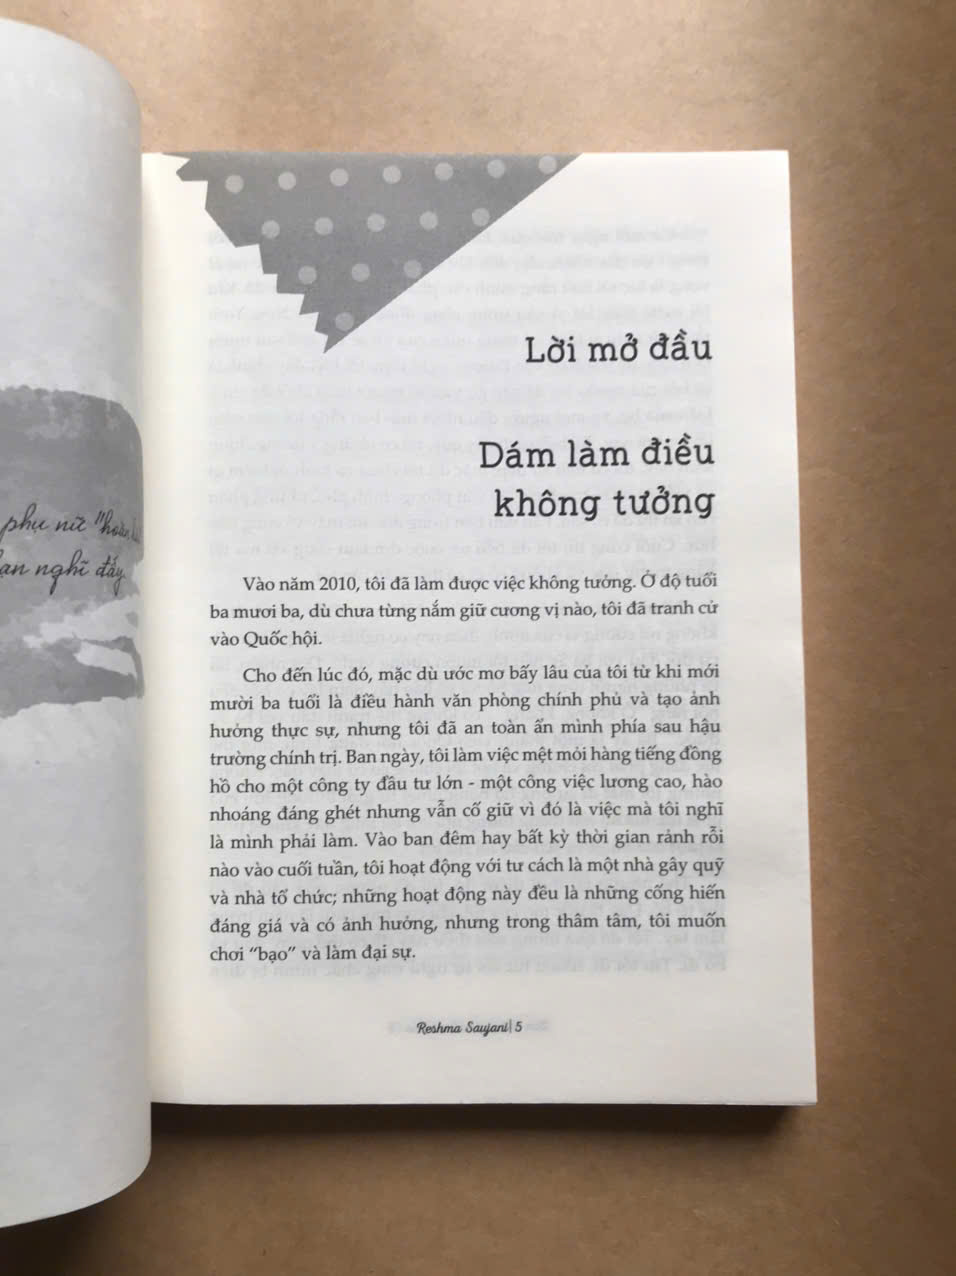 phụ nữ "hoàn
nghĩ đấy
Lời mở đầu
Dám làm điều
không tưởng
Vào năm 2010, tôi đã làm được việc không tưởng. Ở độ tuổi
ba mươi ba, dù chưa từng nắm giữ cương vị nào, tôi đã tranh cử
vào Quốc hội.
Cho đến lúc đó, mặc dù ước mơ bấy lâu của tôi từ khi mới
mười ba tuổi là điều hành văn phòng chính phủ và tạo ảnh
hưởng thực sự, nhưng tôi đã an toàn ẩn mình phía sau hậu
trường chính trị. Ban ngày, tôi làm việc mệt mỏi hàng tiếng đồng
hồ cho một công ty đầu tư lớn - một công việc lương cao, hào
nhoáng đáng ghét nhưng vẫn cố giữ vì đó là việc mà tôi nghĩ
là mình phải làm. Vào ban đêm hay bất kỳ thời gian rảnh rỗi
nào vào cuối tuần, tôi hoạt động với tư cách là một nhà gây quỹ
và nhà tổ chức; những hoạt động này đều là những cống hiến
đáng giá và có ảnh hưởng, nhưng trong thâm tâm, tôi muốn
chơi “bạo” và làm đại sự.
Reshma Saujani| 5